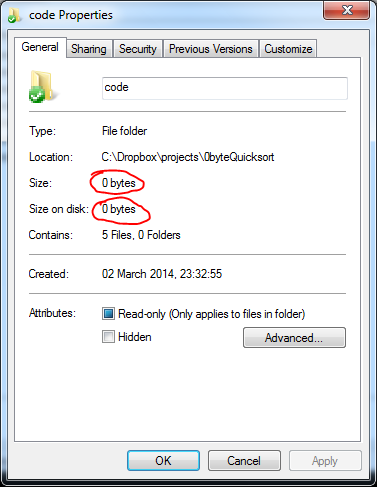 code Properties
General Sharing Security Previous Versions Customize
code
Type: File folder
Location: C:\Dropbox\projects\0byteQuicksort
Size: 0 bytes
Size on disk: 0 bytes
Contains: 5 Files, 0 Folders
Created: 02 March 2014, 23:32:55
Attributes: Read-only (Only applies to files in folder)
Hidden Advanced...
OK Cancel Apply